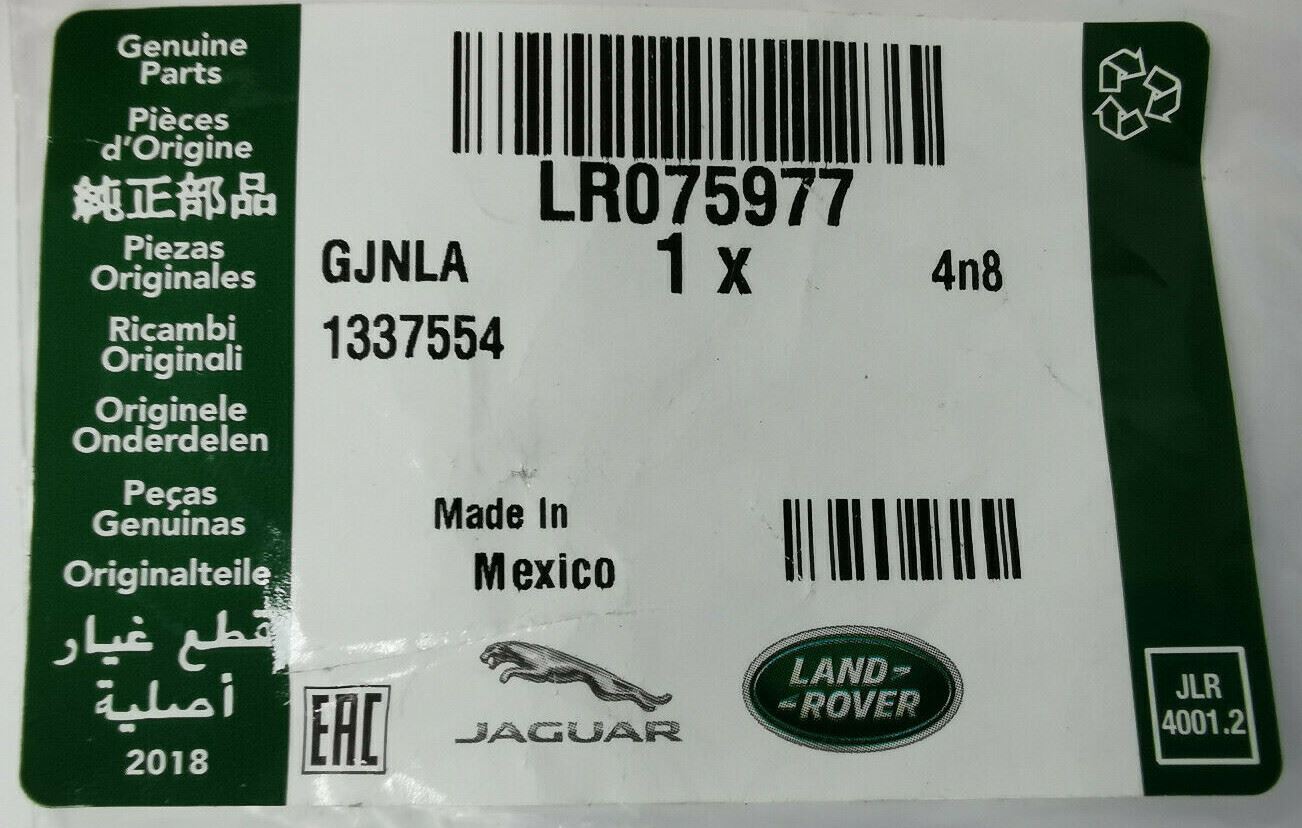 Genuine
Parts
Pièces
d'Origine
純正部品
Piezas
Originales
Ricambi
Originali
Originele
Onderdelen
Peças
Genuinas
Originalteile
قطع غيار
أصلية
2018
LR075977
GJNLA 1 x 4n8
1337554
Made In
Mexico
EAC
JAGUAR
LAND-
-ROVER
JLR
4001.2